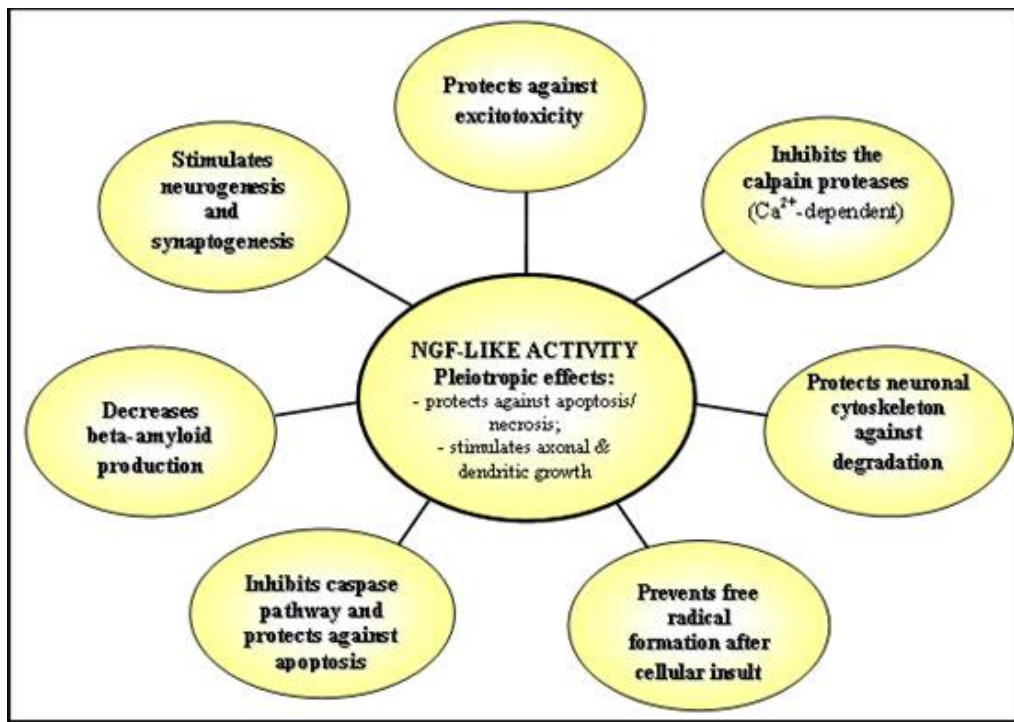 Protects against
excitotoxicity
Inhibits the
calpain proteases
(Ca²⁺-dependent)
Protects neuronal
cytoskeleton
against
degradation
Prevents free
radical
formation after
cellular insult
Inhibits caspase
pathway and
protects against
apoptosis
Decreases
beta-amyloid
production
Stimulates
neurogenesis
and
synaptogenesis
NGF-LIKE ACTIVITY
Pleiotropic effects:
- protects against apoptosis/
necrosis;
- stimulates axonal &
dendritic growth